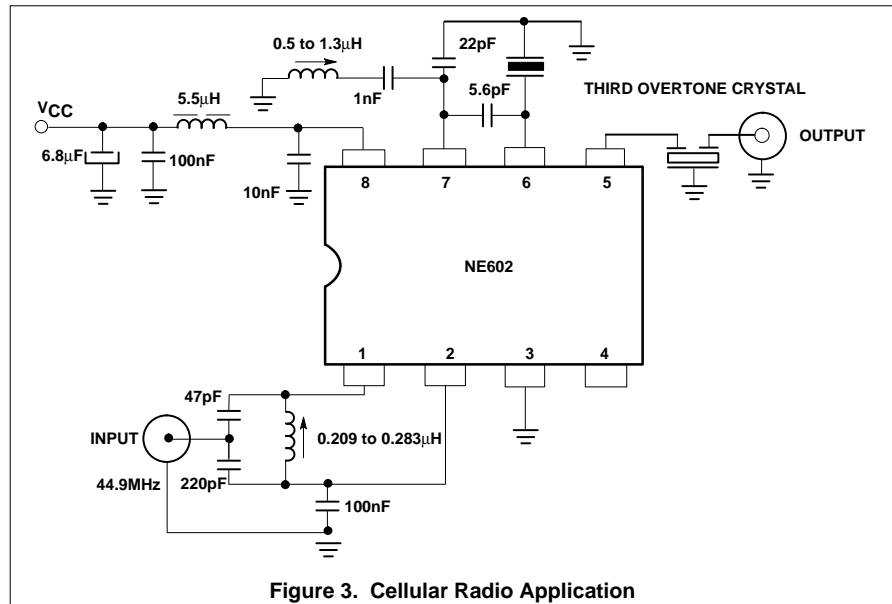 0.5 to 1.3µH
22pF
1nF
5.6pF
THIRD OVERTONE CRYSTAL
VCC
5.5µH
6.8µF
100nF
10nF
OUTPUT
8
7
6
5
NE602
1
2
3
4
47pF
INPUT
0.209 to 0.283µH
44.9MHz
220pF
100nF
Figure 3. Cellular Radio Application